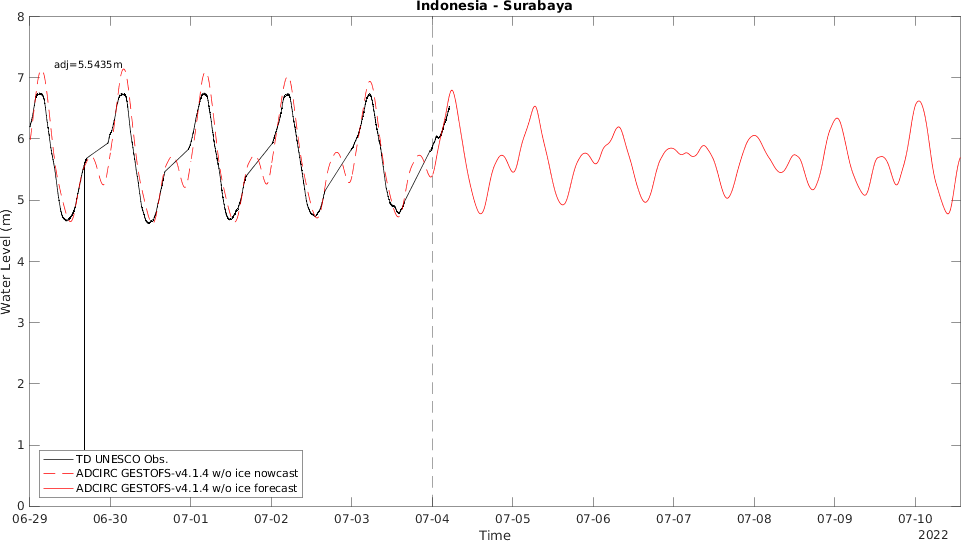 Indonesia - Surabaya
8
7
6
5
4
3
2
1
0
Water Level (m)
adj=5.5435m
TD UNESCO Obs.
ADCIRC GESTOFS-v4.1.4 w/o ice nowcast
ADCIRC GESTOFS-v4.1.4 w/o ice forecast
06-29 06-30 07-01 07-02 07-03 07-04 07-05 07-06 07-07 07-08 07-09 07-10
Time
2022